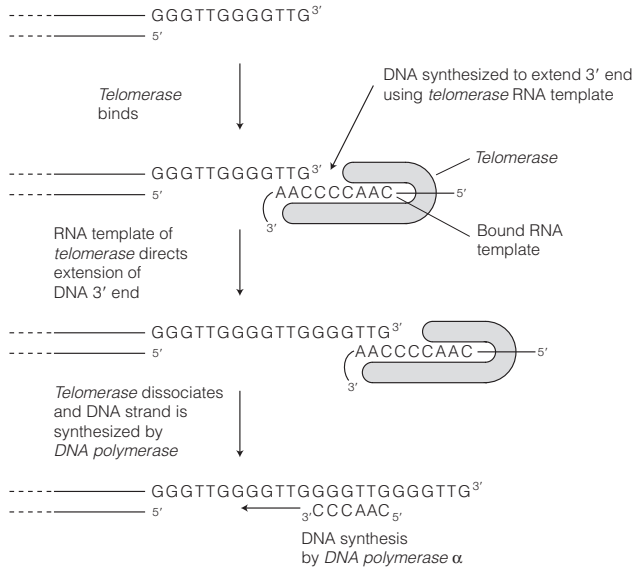 GGGTTGGGGTTG3′
5′
Telomerase
binds
DNA synthesized to extend 3′ end
using telomerase RNA template
GGGTTGGGGTTG3′
5′
AACCCCAAC
5′
3′
Telomerase
Bound RNA
template
RNA template of
telomerase directs
extension of
DNA 3′ end
GGGTTGGGGTTGGGGTTG3′
5′
AACCCCAAC
5′
3′
Telomerase dissociates
and DNA strand is
synthesized by
DNA polymerase
GGGTTGGGGTTGGGGTTGGGGTTG3′
5′
3′CCCAAC5′
DNA synthesis
by DNA polymerase α